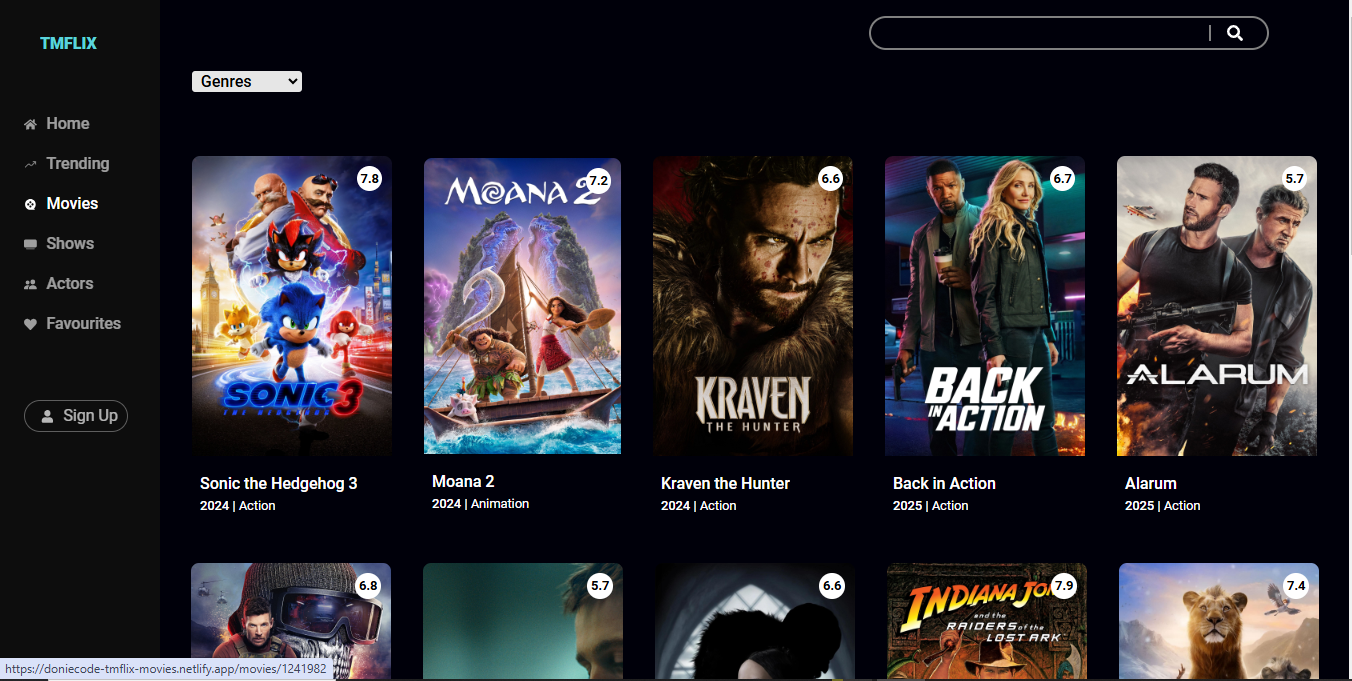 TMFLIX
Genres
Home
Trending
Movies
Shows
Actors
Favourites
Sign Up
7.8
SONIC 3
THE HEDGEHOG
Sonic the Hedgehog 3
2024 | Action
7.2
MOANA 2
Moana 2
2024 | Animation
6.6
KRAVEN
THE HUNTER
Kraven the Hunter
2024 | Action
6.7
BACK
IN ACTION
Back in Action
2025 | Action
5.7
ALARUM
Alarum
2025 | Action
6.8
5.7
6.6
7.9
INDIANA JO
and the
RAIDERS of the
LOST ARK
7.4
https://doniecode-tmflix-movies.netlify.app/movies/1241982